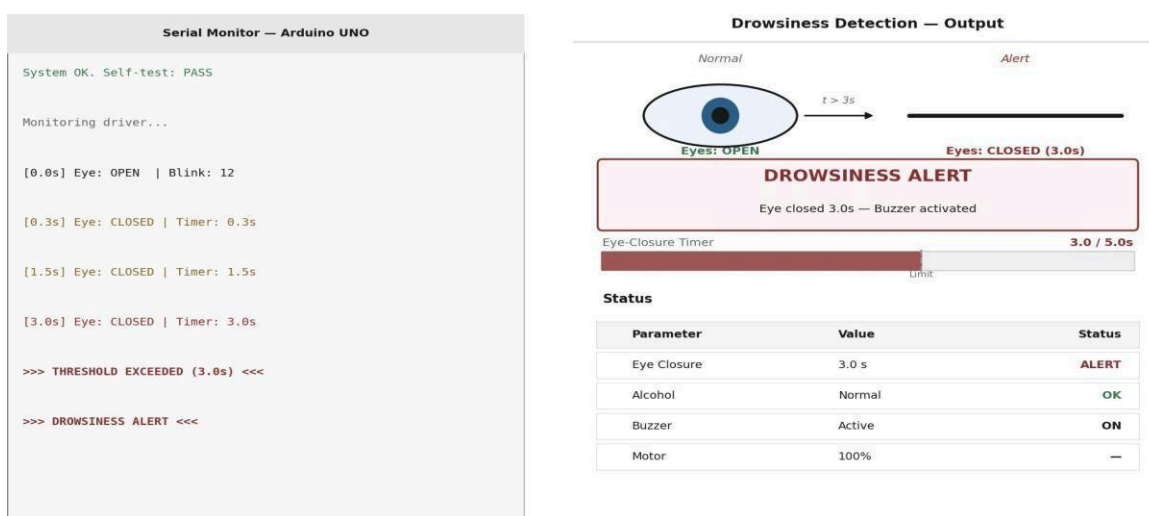 Serial Monitor — Arduino UNO
System OK. Self-test: PASS
Monitoring driver...
[0.0s] Eye: OPEN  | Blink: 12
[0.3s] Eye: CLOSED | Timer: 0.3s
[1.5s] Eye: CLOSED | Timer: 1.5s
[3.0s] Eye: CLOSED | Timer: 3.0s
>>> THRESHOLD EXCEEDED (3.0s) <<<
>>> DROWSINESS ALERT <<<
Drowsiness Detection — Output
Normal Alert
t > 3s
Eyes: OPEN Eyes: CLOSED (3.0s)
DROWSINESS ALERT
Eye closed 3.0s — Buzzer activated
Eye-Closure Timer 3.0 / 5.0s
Limit
Status
Parameter Value Status
Eye Closure 3.0 s ALERT
Alcohol Normal OK
Buzzer Active ON
Motor 100% —